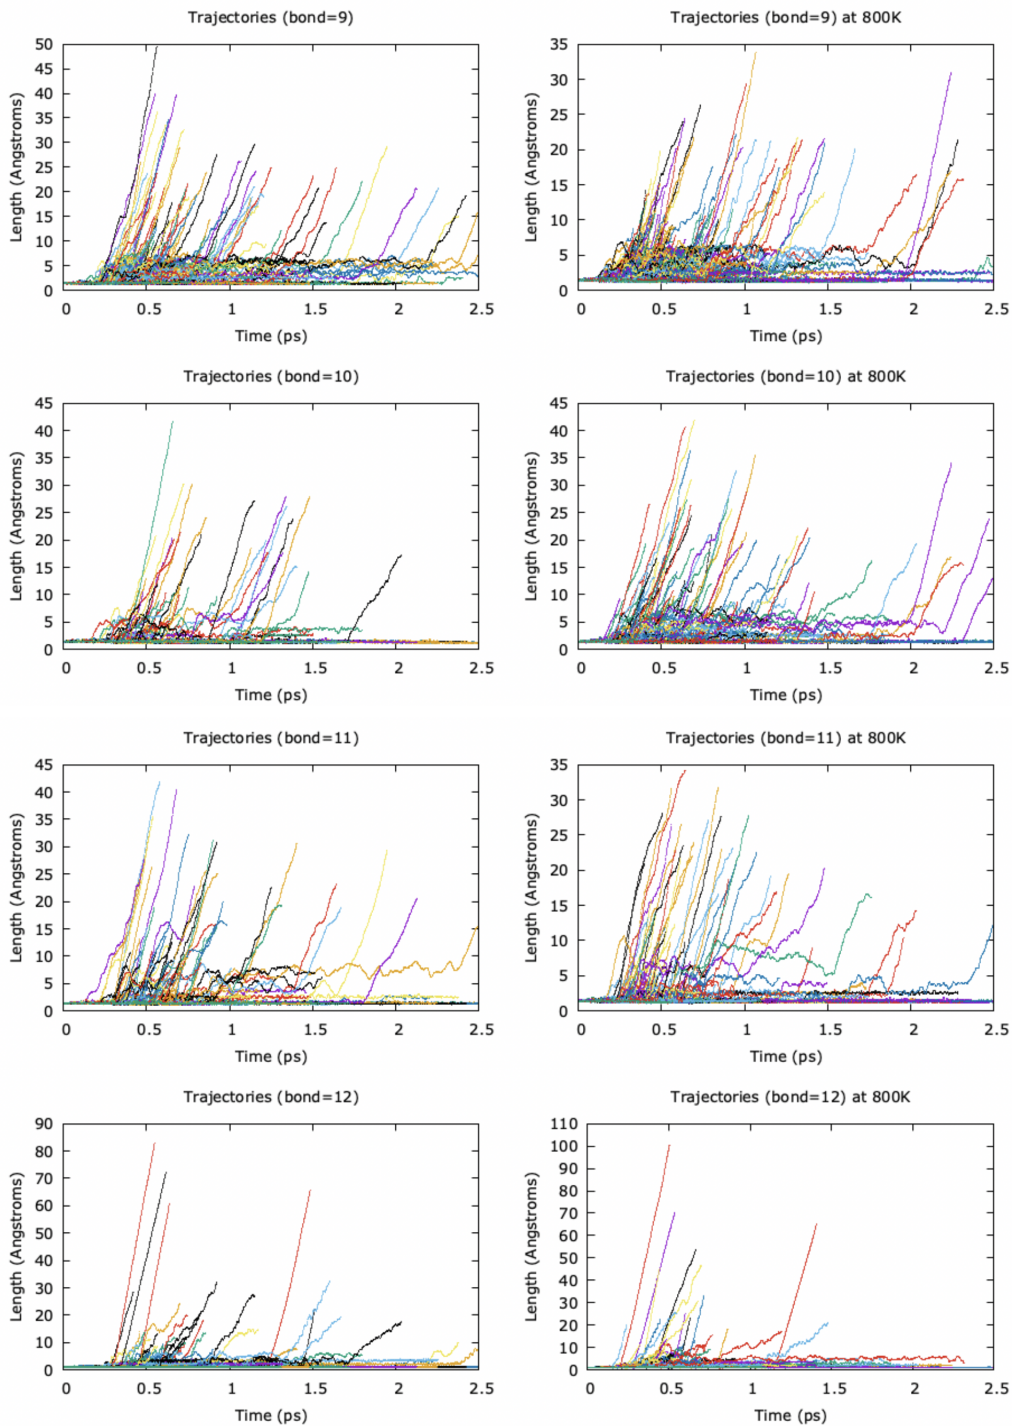 Trajectories (bond=9)
50
45
40
35
30
25
20
15
10
5
0
Length (Angstroms)
0 0.5 1 1.5 2 2.5
Time (ps)
Trajectories (bond=9) at 800K
35
30
25
20
15
10
5
0
Length (Angstroms)
0 0.5 1 1.5 2 2.5
Time (ps)
Trajectories (bond=10)
45
40
35
30
25
20
15
10
5
0
Length (Angstroms)
0 0.5 1 1.5 2 2.5
Time (ps)
Trajectories (bond=10) at 800K
45
40
35
30
25
20
15
10
5
0
Length (Angstroms)
0 0.5 1 1.5 2 2.5
Time (ps)
Trajectories (bond=11)
45
40
35
30
25
20
15
10
5
0
Length (Angstroms)
0 0.5 1 1.5 2 2.5
Time (ps)
Trajectories (bond=11) at 800K
35
30
25
20
15
10
5
0
Length (Angstroms)
0 0.5 1 1.5 2 2.5
Time (ps)
Trajectories (bond=12)
90
80
70
60
50
40
30
20
10
0
Length (Angstroms)
0 0.5 1 1.5 2 2.5
Time (ps)
Trajectories (bond=12) at 800K
110
100
90
80
70
60
50
40
30
20
10
0
Length (Angstroms)
0 0.5 1 1.5 2 2.5
Time (ps)